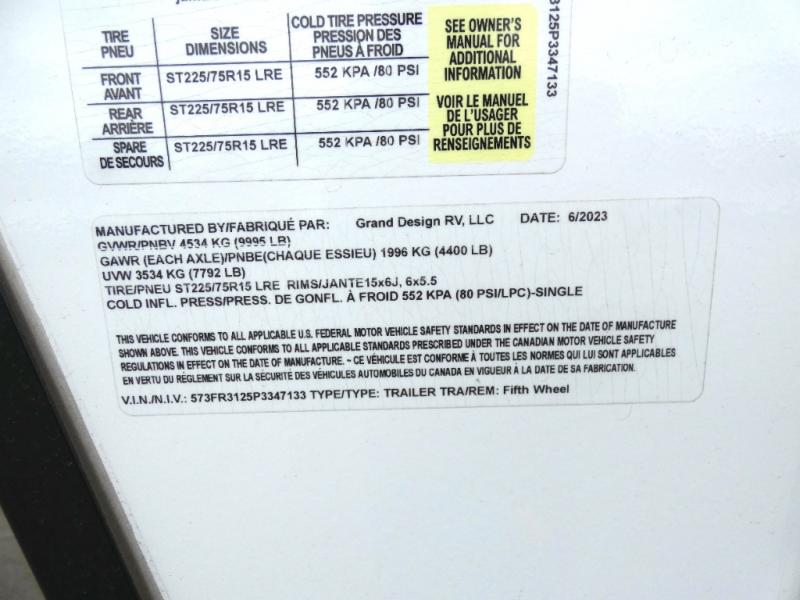 TIRE SIZE COLD TIRE PRESSURE
PNEU DIMENSIONS PRESSION DES
PNEUS À FROID
FRONT ST225/75R15 LRE 552 KPA /80 PSI
AVANT
REAR ST225/75R15 LRE 552 KPA /80 PSI
ARRIÈRE
SPARE ST225/75R15 LRE 552 KPA /80 PSI
DE SECOURS
SEE OWNER'S
MANUAL FOR
ADDITIONAL
INFORMATION
VOIR LE MANUEL
DE L'USAGER
POUR PLUS DE
RENSEIGNEMENTS
3125P3347133
MANUFACTURED BY/FABRIQUÉ PAR: Grand Design RV, LLC DATE: 6/2023
GVWR/PNBV 4534 KG (9995 LB)
GAWR (EACH AXLE)/PNBE(CHAQUE ESSIEU) 1996 KG (4400 LB)
UVW 3534 KG (7792 LB)
TIRE/PNEU ST225/75R15 LRE RIMS/JANTE15x6J, 6x5.5
COLD INFL. PRESS/PRESS. DE GONFL. À FROID 552 KPA (80 PSI/LPC)-SINGLE
THIS VEHICLE CONFORMS TO ALL APPLICABLE U.S. FEDERAL MOTOR VEHICLE SAFETY STANDARDS IN EFFECT ON THE DATE OF MANUFACTURE
SHOWN ABOVE. THIS VEHICLE CONFORMS TO ALL APPLICABLE STANDARDS PRESCRIBED UNDER THE CANADIAN MOTOR VEHICLE SAFETY
REGULATIONS IN EFFECT ON THE DATE OF MANUFACTURE. - CE VÉHICULE EST CONFORME À TOUTES LES NORMES QUI LUI SONT APPLICABLES
EN VERTU DU RÈGLEMENT SUR LA SÉCURITÉ DES VÉHICULES AUTOMOBILES DU CANADA EN VIGUEUR À LA DATE DE SA FABRICATION.
V.I.N./N.I.V.: 573FR3125P3347133 TYPE/TYPE: TRAILER TRA/REM: Fifth Wheel